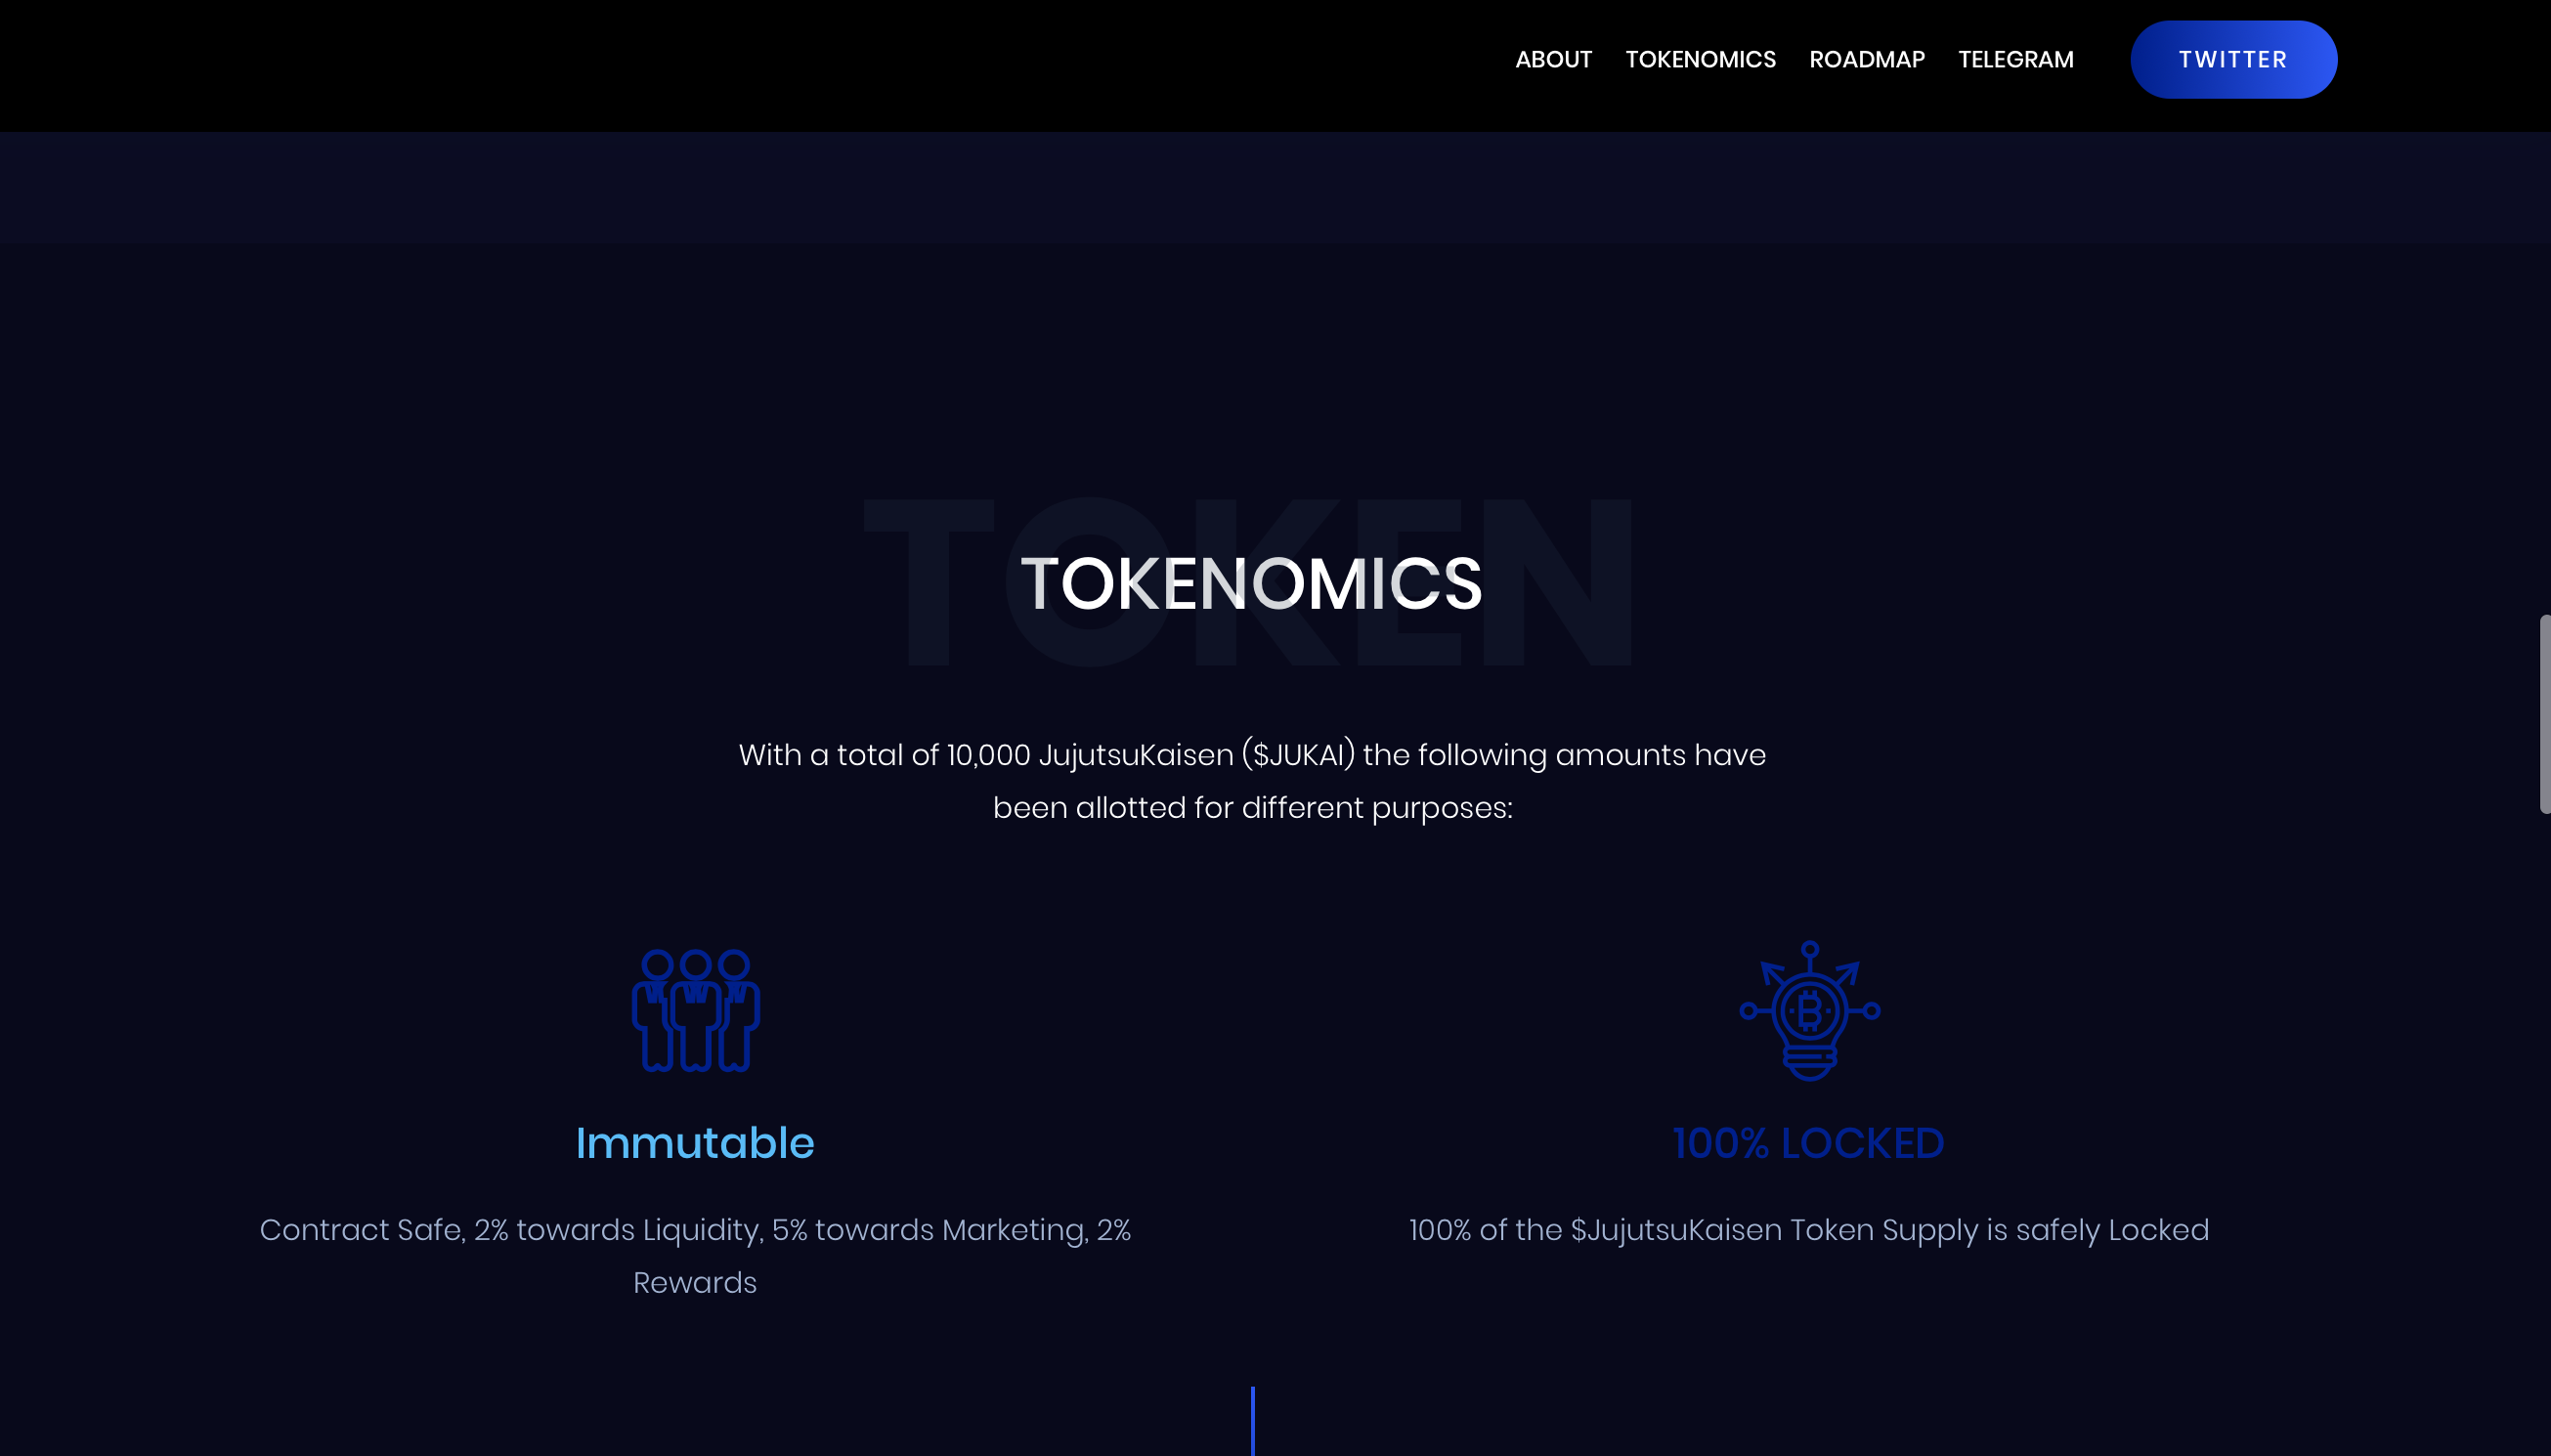 ABOUT TOKENOMICS ROADMAP TELEGRAM TWITTER
TOKEN
TOKENOMICS
With a total of 10,000 JujutsuKaisen ($JUKAI) the following amounts have
been allotted for different purposes:
Immutable
Contract Safe, 2% towards Liquidity, 5% towards Marketing, 2%
Rewards
100% LOCKED
100% of the $JujutsuKaisen Token Supply is safely Locked